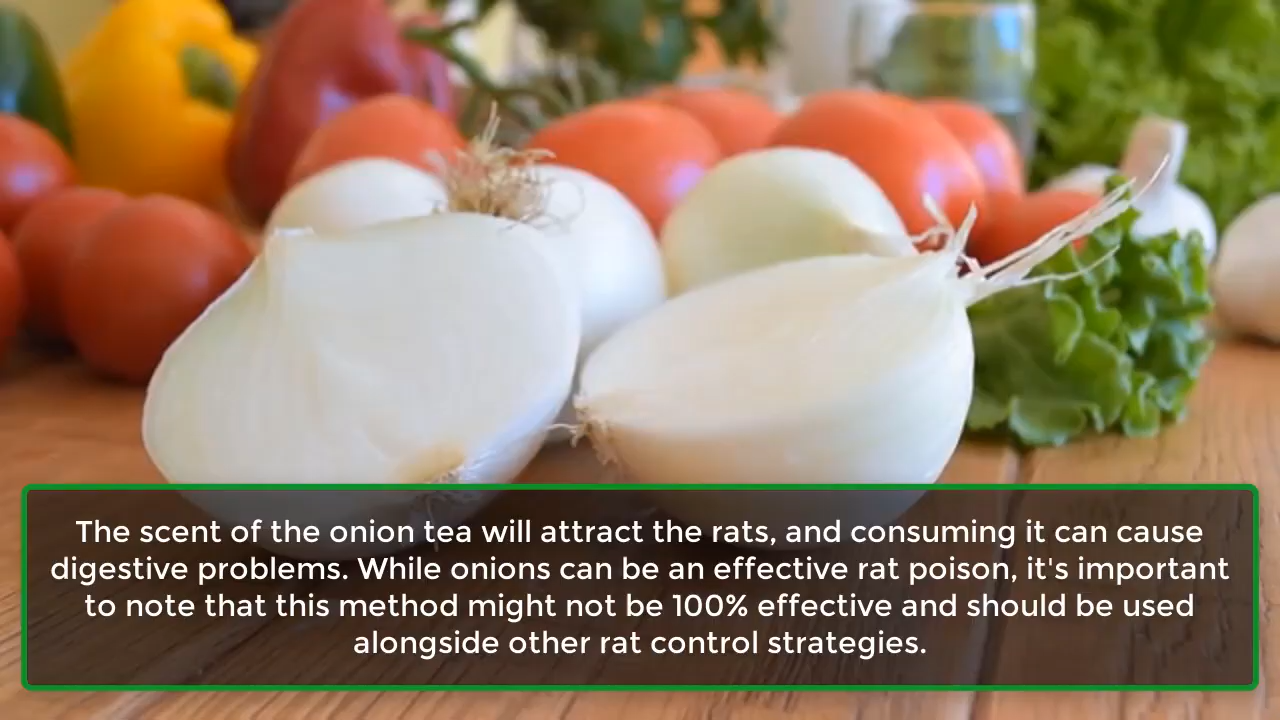 The scent of the onion tea will attract the rats, and consuming it can cause
digestive problems. While onions can be an effective rat poison, it's important
to note that this method might not be 100% effective and should be used
alongside other rat control strategies.